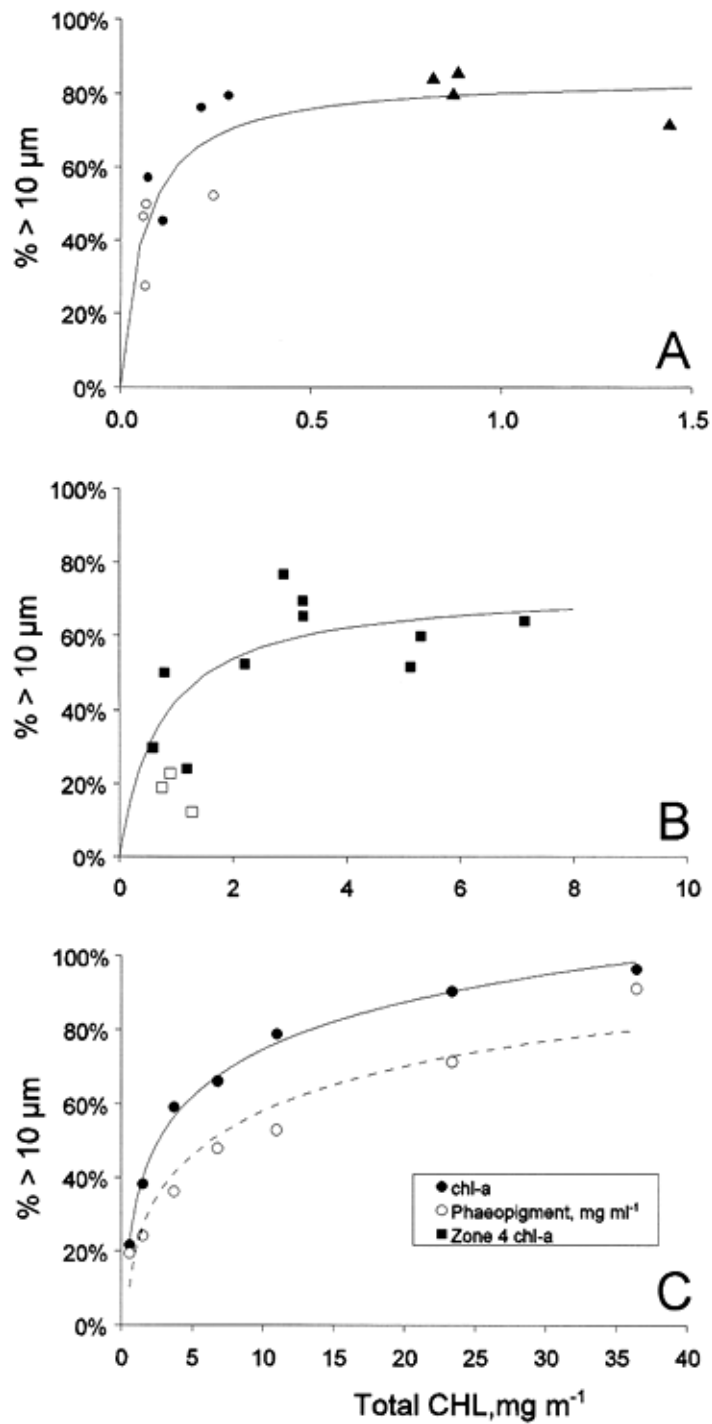 100%
80%
60%
40%
20%
0%
% > 10 µm
A
0.0 0.5 1.0 1.5
100%
80%
60%
40%
20%
0%
% > 10 µm
B
0 2 4 6 8 10
100%
80%
60%
40%
20%
0%
% > 10 µm
chl-a
Phaeopigment, mg ml⁻¹
Zone 4 chl-a
C
0 5 10 15 20 25 30 35 40
Total CHL,mg m⁻¹